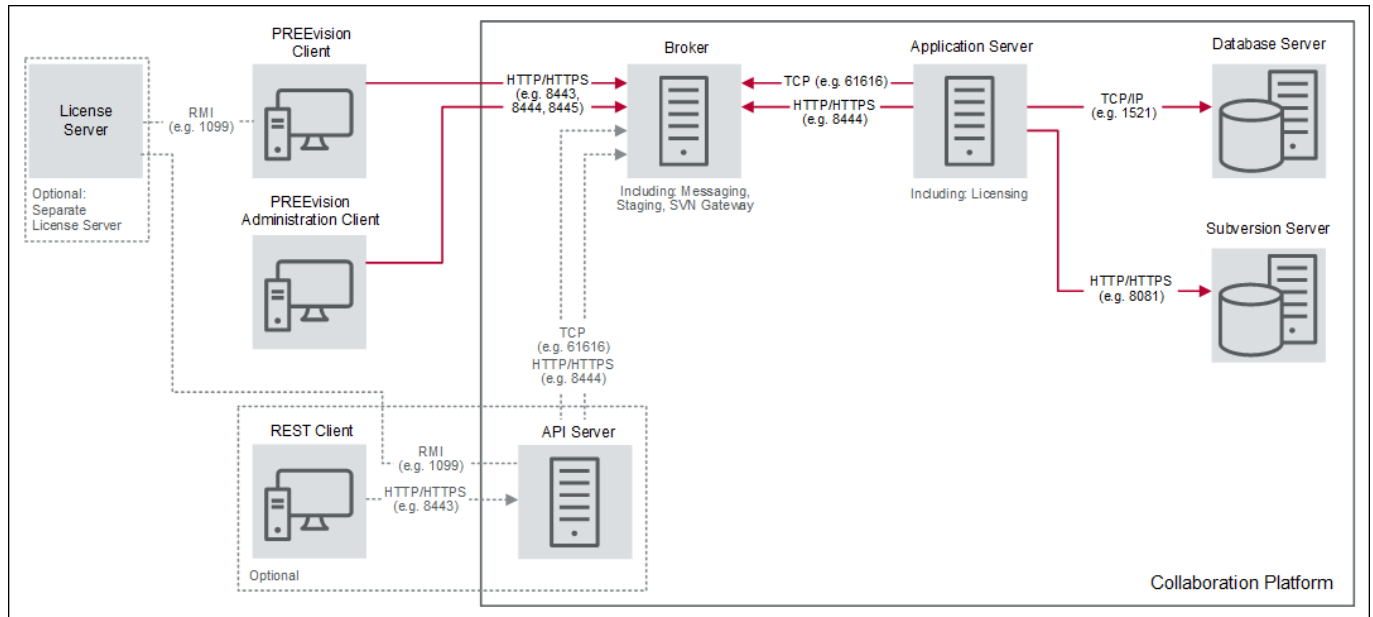 PREEvision
Client
Broker
Application Server
Database Server
License
Server
RMI
(e.g. 1099)
HTTP/HTTPS
(e.g. 8443,
8444, 8445)
TCP (e.g. 61616)
HTTP/HTTPS
(e.g. 8444)
TCP/IP
(e.g. 1521)
Optional:
Separate
License Server
Including: Messaging,
Staging, SVN Gateway
Including: Licensing
PREEvision
Administration Client
Subversion Server
HTTP/HTTPS
(e.g. 8081)
TCP
(e.g. 61616)
HTTP/HTTPS
(e.g. 8444)
REST Client
API Server
RMI
(e.g. 1099)
HTTP/HTTPS
(e.g. 8443)
Optional
Collaboration Platform